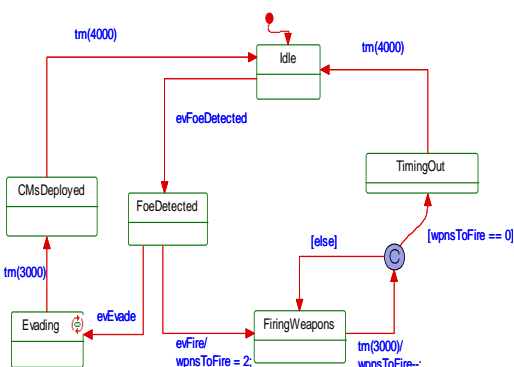 tm(4000)
Idle
tm(4000)
evFoeDetected
CMsDeployed
TimingOut
FoeDetected
[else]
[wpnsToFire == 0]
C
tm(3000)
evEvade
Evading
FiringWeapons
evFire/
wpnsToFire = 2;
tm(3000)/
wpnsToFire--;